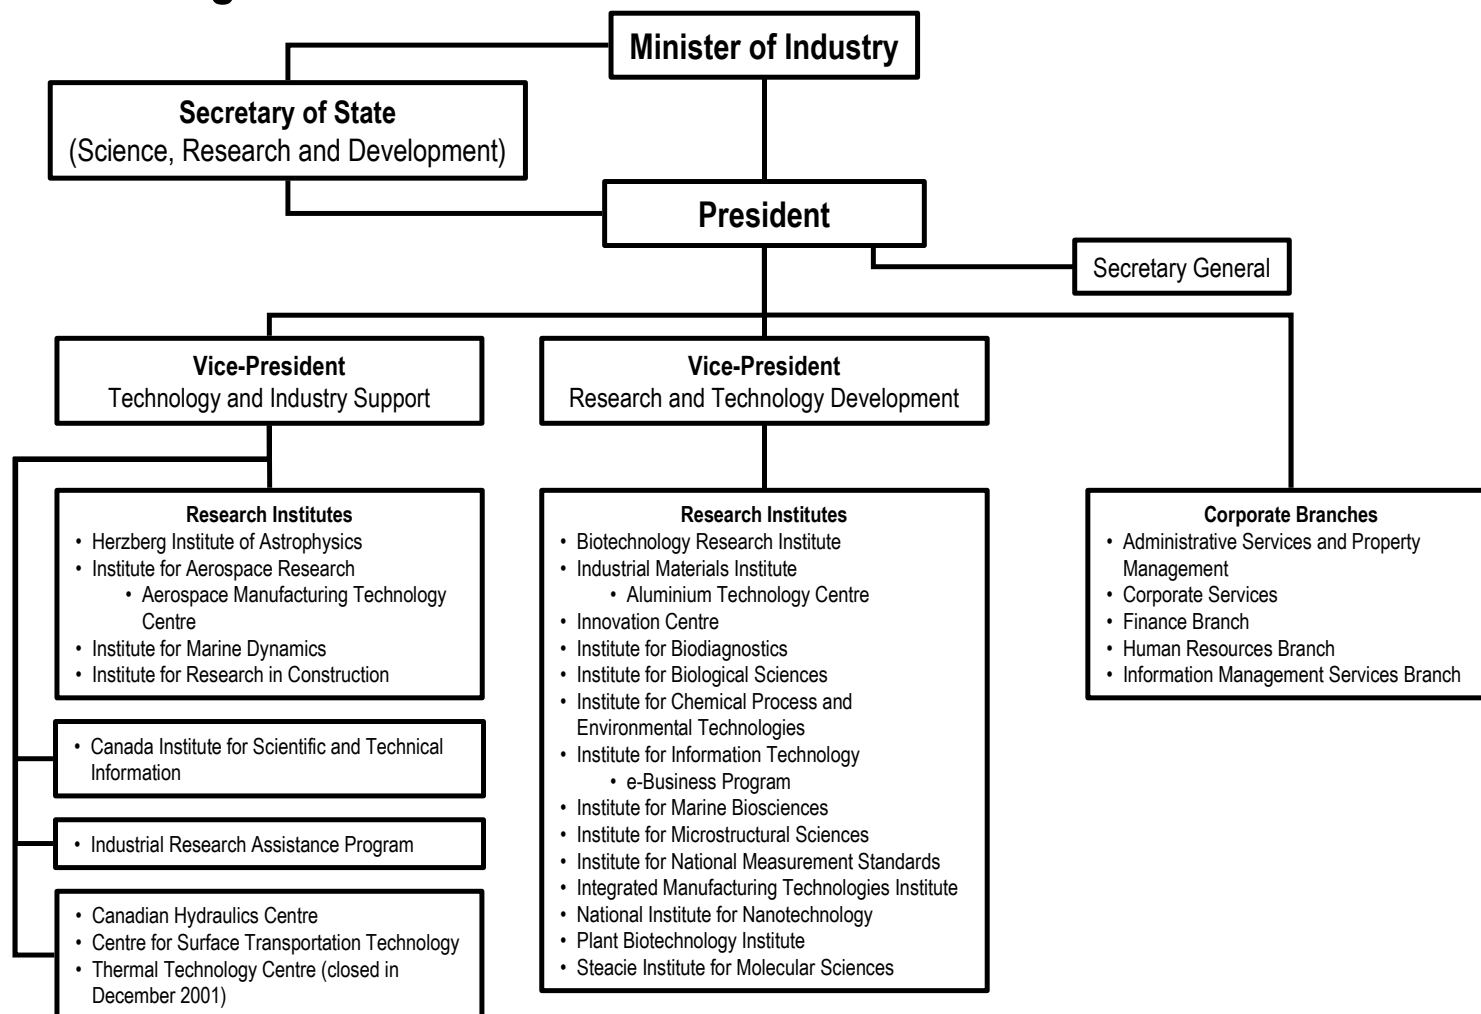 Minister of Industry
Secretary of State
(Science, Research and Development)
President
Secretary General
Vice-President
Technology and Industry Support
Vice-President
Research and Technology Development
Research Institutes
• Herzberg Institute of Astrophysics
• Institute for Aerospace Research
• Aerospace Manufacturing Technology
Centre
• Institute for Marine Dynamics
• Institute for Research in Construction
• Canada Institute for Scientific and Technical
Information
• Industrial Research Assistance Program
• Canadian Hydraulics Centre
• Centre for Surface Transportation Technology
• Thermal Technology Centre (closed in
December 2001)
Research Institutes
• Biotechnology Research Institute
• Industrial Materials Institute
• Aluminium Technology Centre
• Innovation Centre
• Institute for Biodiagnostics
• Institute for Biological Sciences
• Institute for Chemical Process and
Environmental Technologies
• Institute for Information Technology
• e-Business Program
• Institute for Marine Biosciences
• Institute for Microstructural Sciences
• Institute for National Measurement Standards
• Integrated Manufacturing Technologies Institute
• National Institute for Nanotechnology
• Plant Biotechnology Institute
• Steacie Institute for Molecular Sciences
Corporate Branches
• Administrative Services and Property
Management
• Corporate Services
• Finance Branch
• Human Resources Branch
• Information Management Services Branch